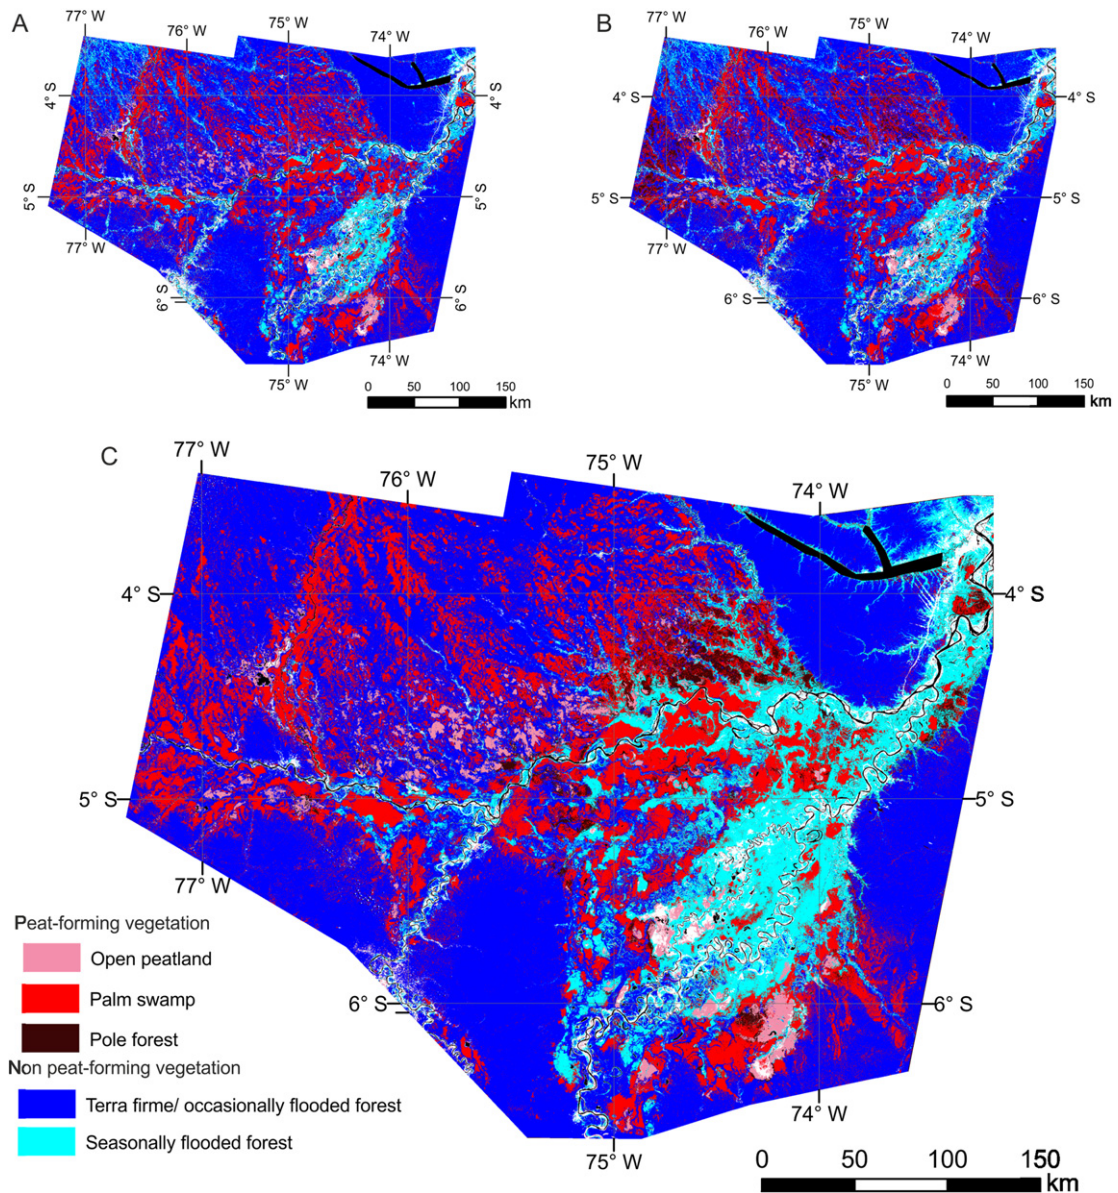 A
77° W
76° W
75° W
74° W
4° S
4° S
5° S
5° S
77° W
6° S
6° S
74° W
75° W
0 50 100 150
km
B
77° W
76° W
75° W
74° W
4° S
4° S
5° S
5° S
77° W
6° S
6° S
74° W
75° W
0 50 100 150
km
C
77° W
76° W
75° W
74° W
4° S
4° S
5° S
5° S
77° W
6° S
6° S
74° W
75° W
Peat-forming vegetation
Open peatland
Palm swamp
Pole forest
Non peat-forming vegetation
Terra firme/ occasionally flooded forest
Seasonally flooded forest
0 50 100 150
km